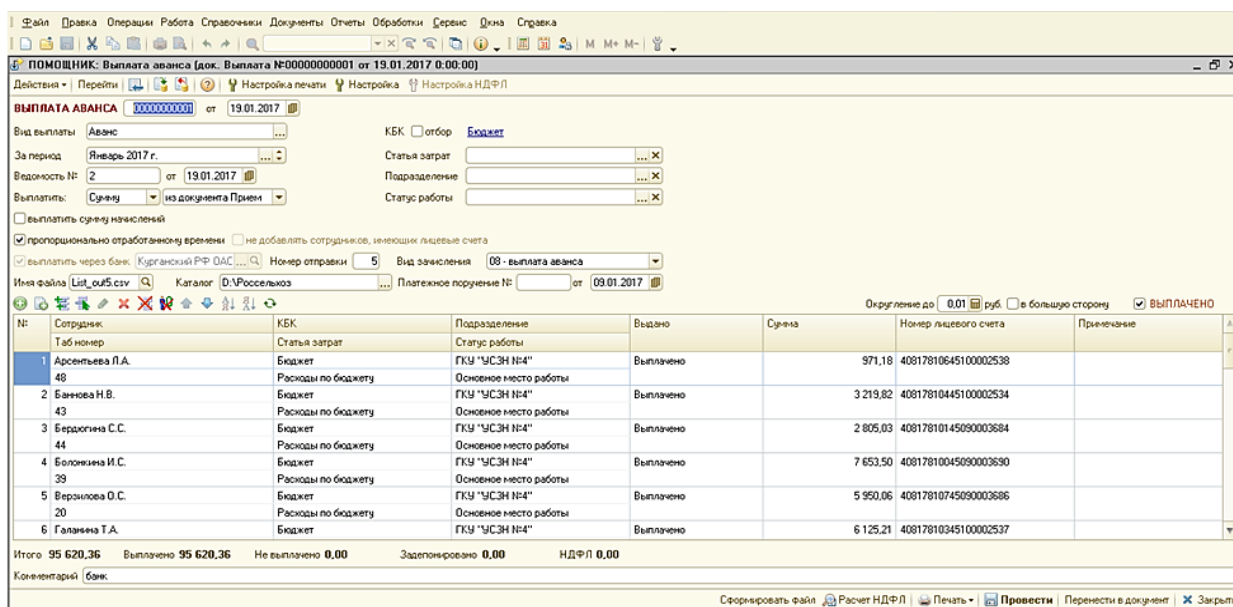 Файл Правка Операции Работа Справочники Документы Отчеты Обработки Сервис Окна Справка
M M+ M-
ПОМОЩНИК: Выплата аванса (док. Выплата №00000000001 от 19.01.2017 0:00:00)
Действия Перейти Настройка печати Настройка Настройка НДФЛ
ВЫПЛАТА АВАНСА 00000000001 от 19.01.2017
Вид выплаты Аванс ... КБК отбор Бюджет
За период Январь 2017 г. ... Статья затрат ... X
Ведомость № 2 от 19.01.2017 Подразделение ... X
Выплатить: Сумму из документа Прием Статус работы ... X
выплатить сумму начислений
пропорционально отработанному времени не добавлять сотрудников, имеющих лицевые счета
выплатить через банк Курганский РФ ОАС ... Номер отправки 5 Вид зачисления 08 - выплата аванса
Имя файла List_out5.csv Каталог D:\Россельхоз ... Платежное поручение № от 09.01.2017
Округление до 0,01 руб. в большую сторону ВЫПЛАЧЕНО
№ Сотрудник КБК Подразделение Выдано Сумма Номер лицевого счета Примечание
Таб номер Статья затрат Статус работы
1 Арсентьева Л.А. Бюджет ГКУ "УСЗН №4" Выплачено 971,18 40817810645100002538
48 Расходы по бюджету Основное место работы
2 Баннова Н.В. Бюджет ГКУ "УСЗН №4" Выплачено 3 219,82 40817810445100002534
43 Расходы по бюджету Основное место работы
3 Бердюгина С.С. Бюджет ГКУ "УСЗН №4" Выплачено 2 805,03 40817810145090003684
44 Расходы по бюджету Основное место работы
4 Болонкина И.С. Бюджет ГКУ "УСЗН №4" Выплачено 7 653,50 40817810045090003690
39 Расходы по бюджету Основное место работы
5 Верзилова О.С. Бюджет ГКУ "УСЗН №4" Выплачено 5 950,06 40817810745090003686
20 Расходы по бюджету Основное место работы
6 Галанина Т.А. Бюджет ГКУ "УСЗН №4" Выплачено 6 125,21 40817810345100002537
Итого 95 620,36 Выплачено 95 620,36 Не выплачено 0,00 Задепонировано 0,00 НДФЛ 0,00
Комментарий банк
Сформировать файл Расчет НДФЛ Печать Провести Перенести в документ Закрыть